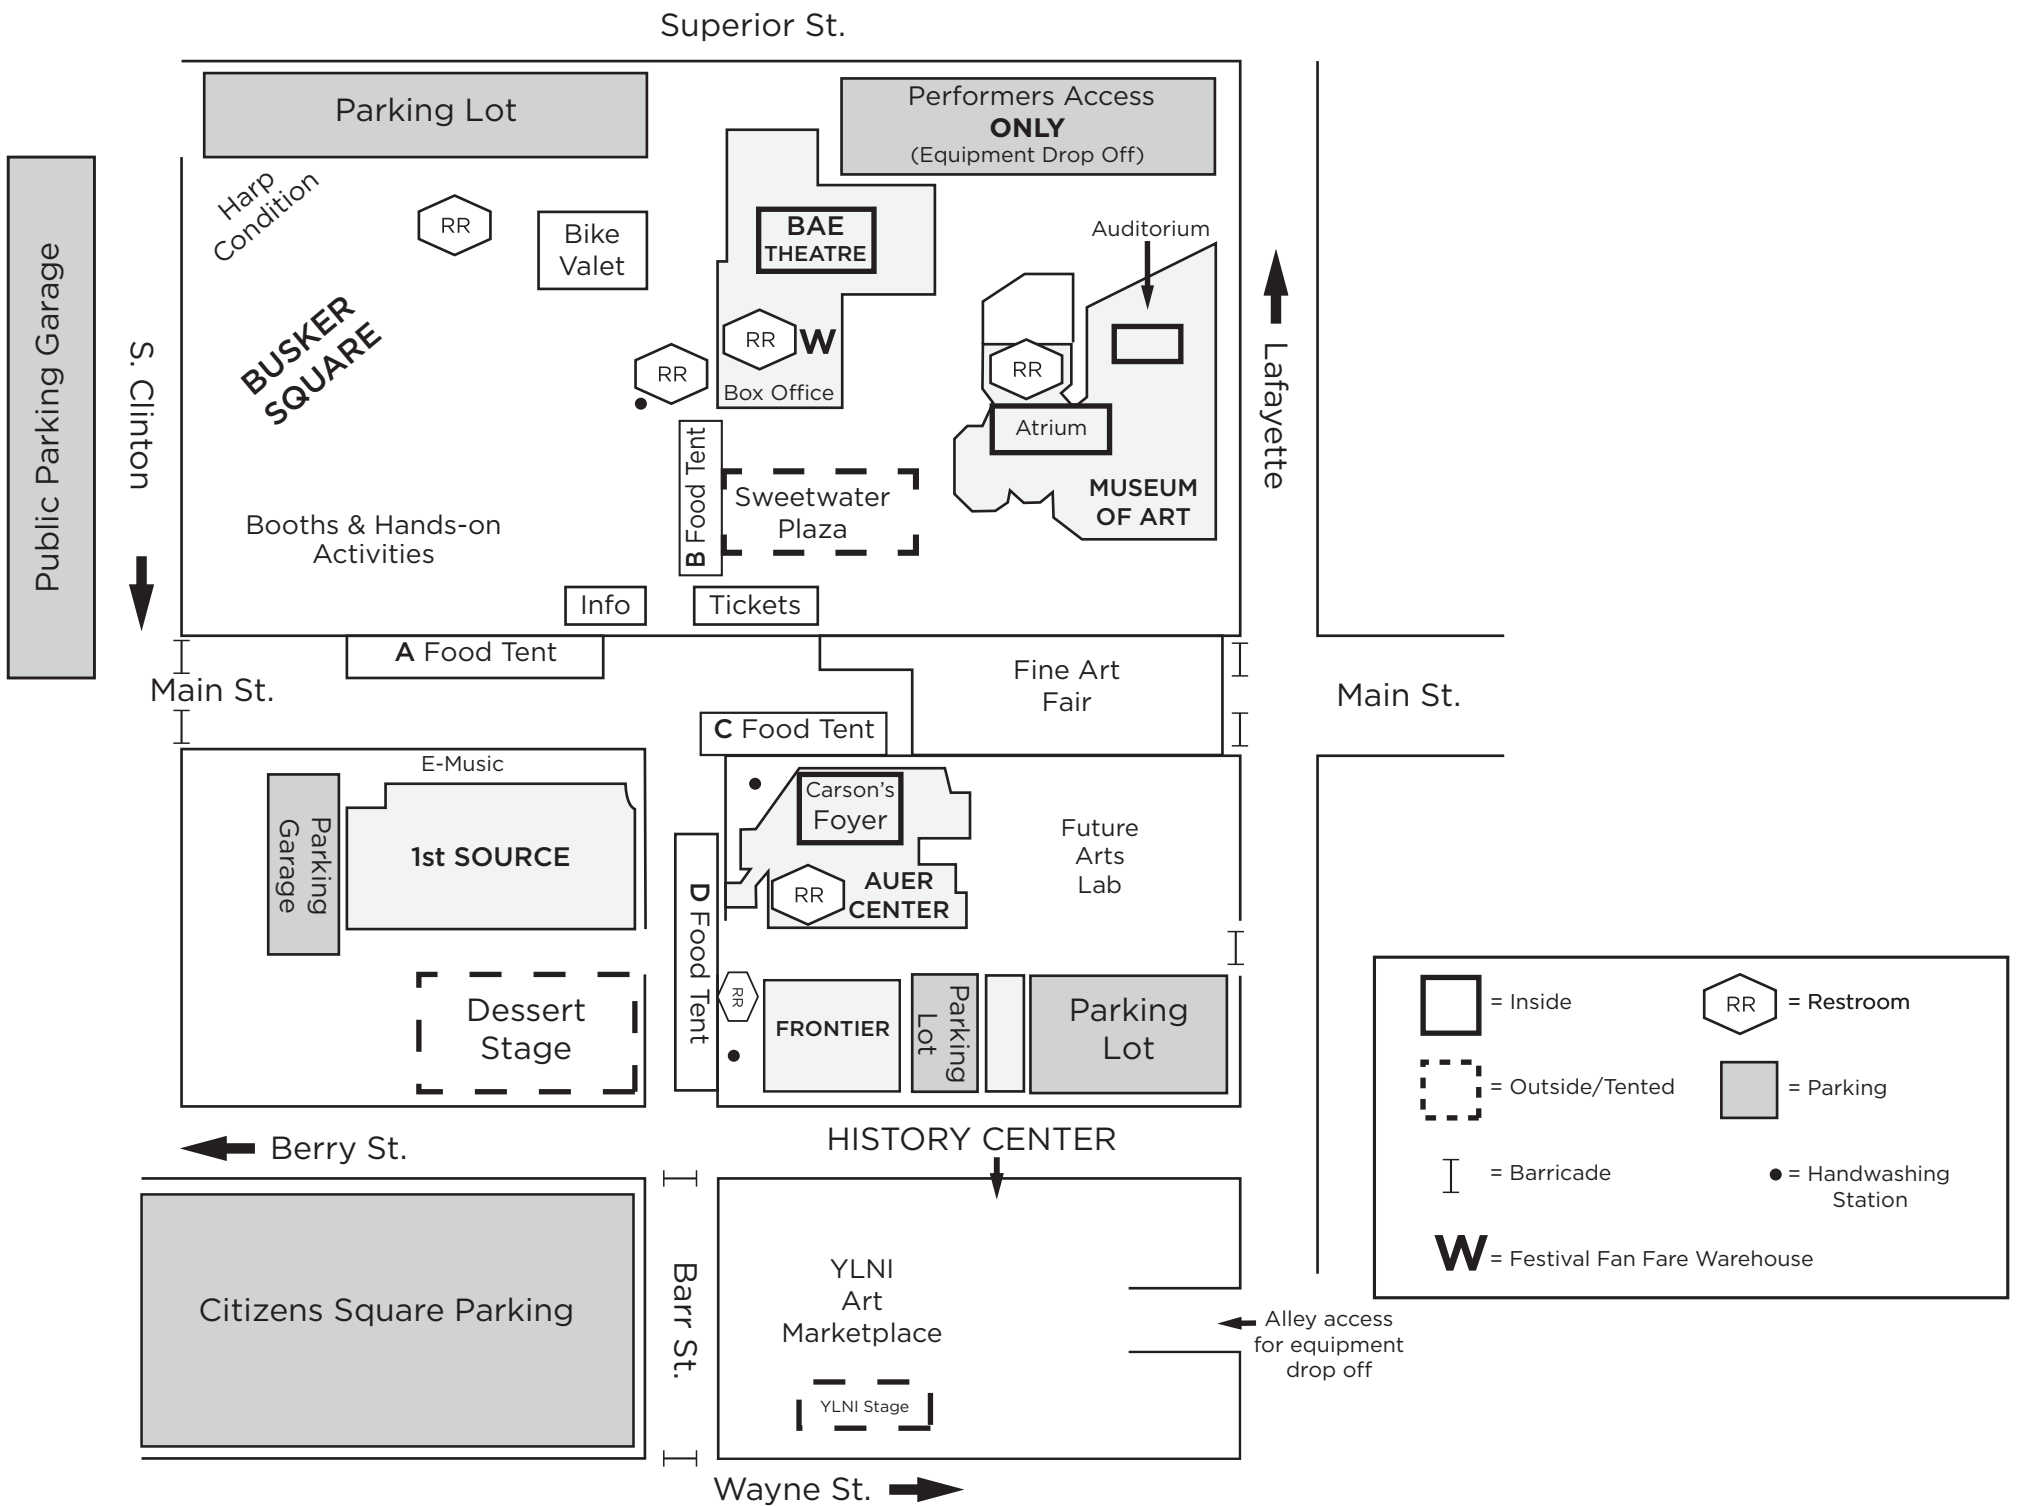 Superior St.
Parking Lot
Performers Access
ONLY
(Equipment Drop Off)
Harp
Condition
RR
Bike
Valet
BAE
THEATRE
Auditorium
Public Parking Garage
S. Clinton
BUSKER
SQUARE
RR
RR
W
Box Office
RR
Atrium
MUSEUM
OF ART
Lafayette
B Food Tent
Sweetwater
Plaza
Booths & Hands-on
Activities
Info
Tickets
A Food Tent
Main St.
Fine Art
Fair
Main St.
C Food Tent
E-Music
Parking
Garage
1st SOURCE
Carson's
Foyer
RR
AUER
CENTER
Future
Arts
Lab
D Food Tent
Dessert
Stage
RR
FRONTIER
Parking
Lot
Parking
Lot
= Inside
RR
= Restroom
= Outside/Tented
= Parking
= Barricade
= Handwashing
Station
W = Festival Fan Fare Warehouse
Berry St.
HISTORY CENTER
Citizens Square Parking
Barr St.
YLNI
Art
Marketplace
Alley access
for equipment
drop off
YLNI Stage
Wayne St.